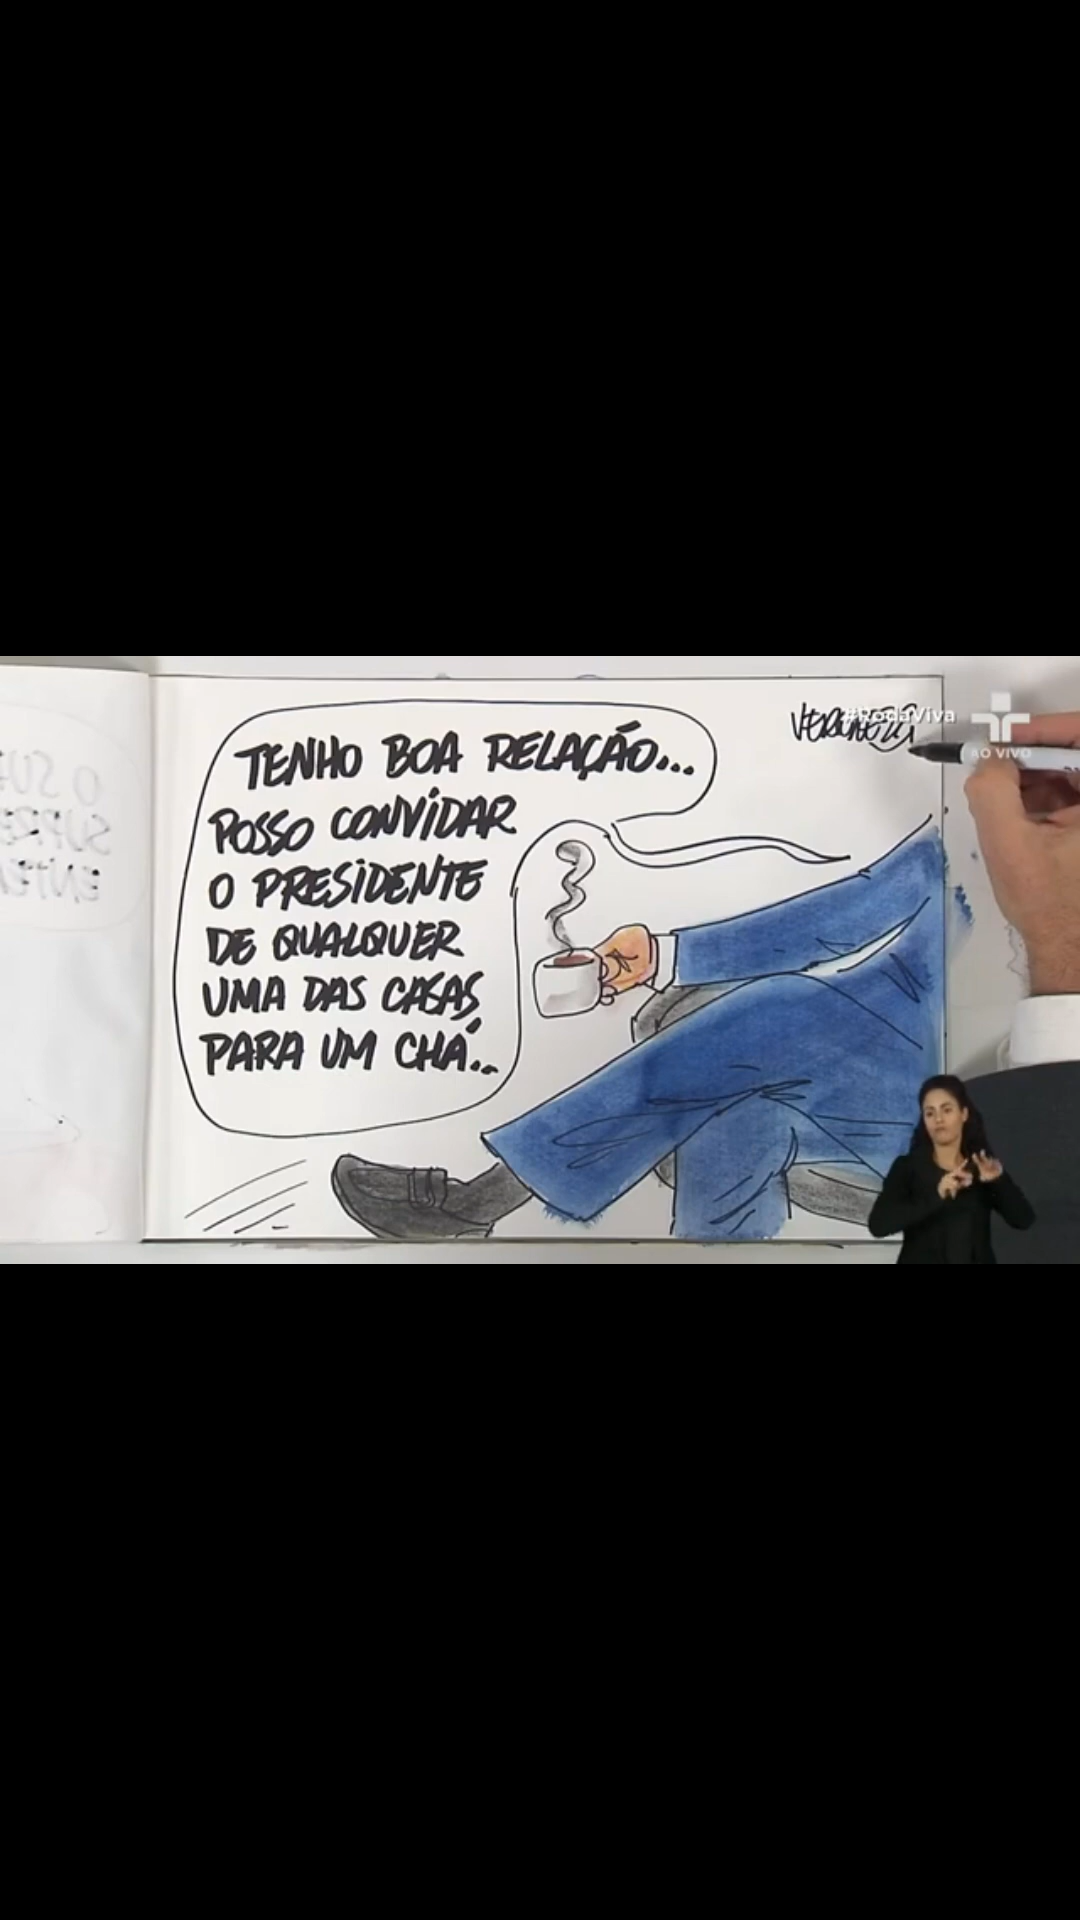 #RodaViva
AO VIVO
TENHO BOA RELAÇÃO...
POSSO CONVIDAR
O PRESIDENTE
DE QUALQUER
UMA DAS CASAS
PARA UM CHÁ...